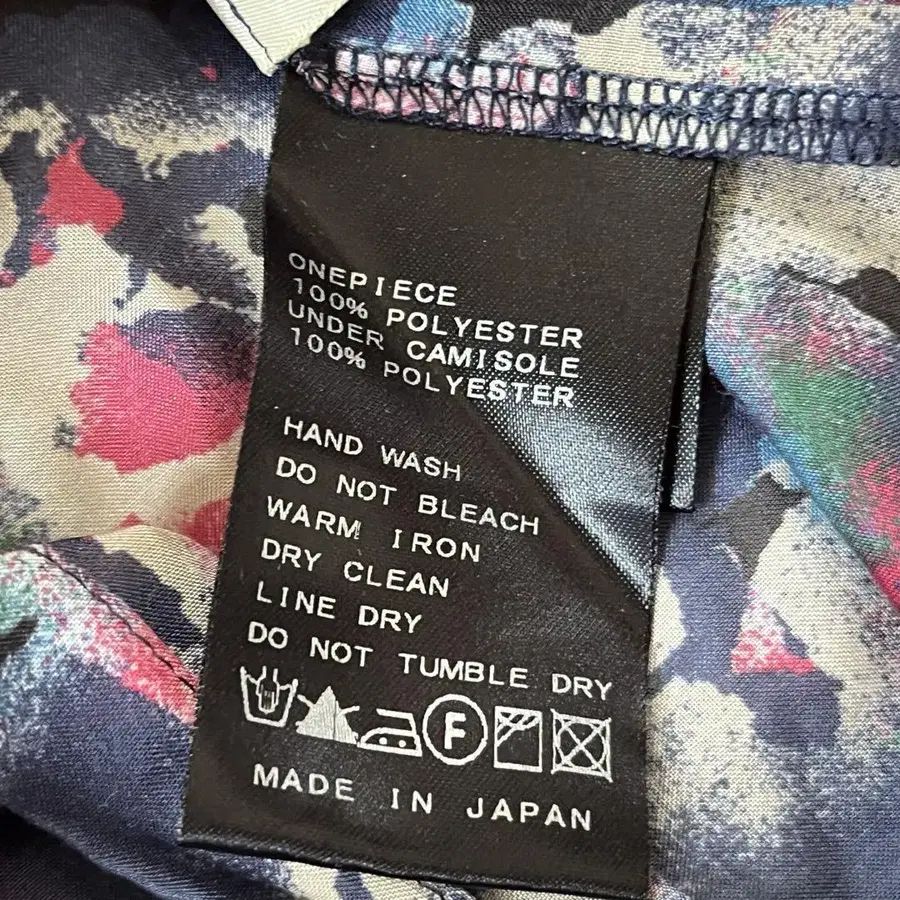 ONEPIECE
100% POLYESTER
UNDER CAMISOLE
100% POLYESTER
HAND WASH
DO NOT BLEACH
WARM IRON
DRY CLEAN
LINE DRY
DO NOT TUMBLE DRY
F
MADE IN JAPAN